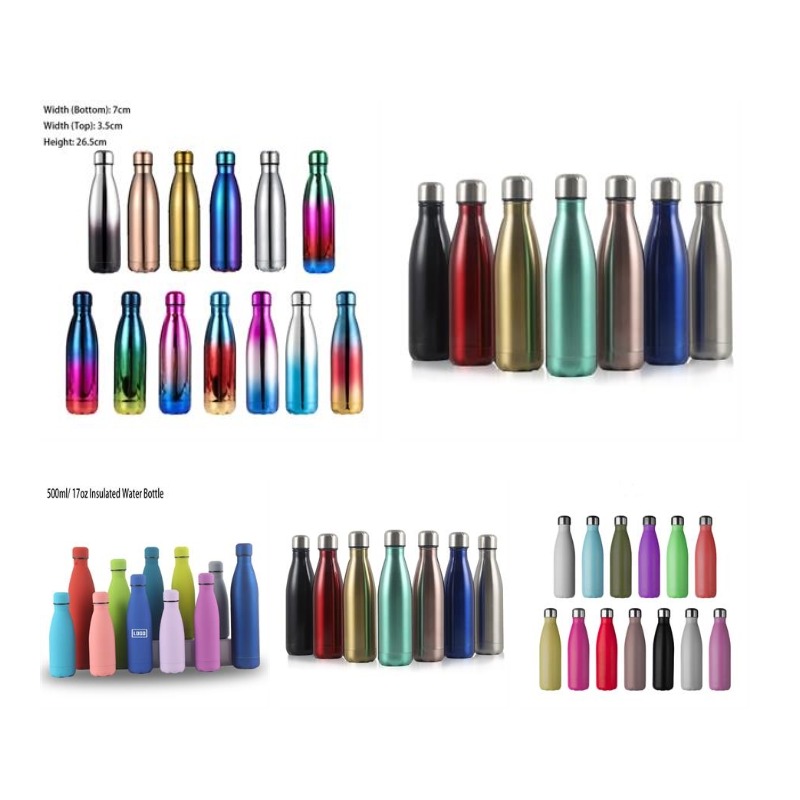 Width (Bottom): 7cm
Width (Top): 3.5cm
Height: 26.5cm
500ml/ 17oz Insulated Water Bottle
LOGO